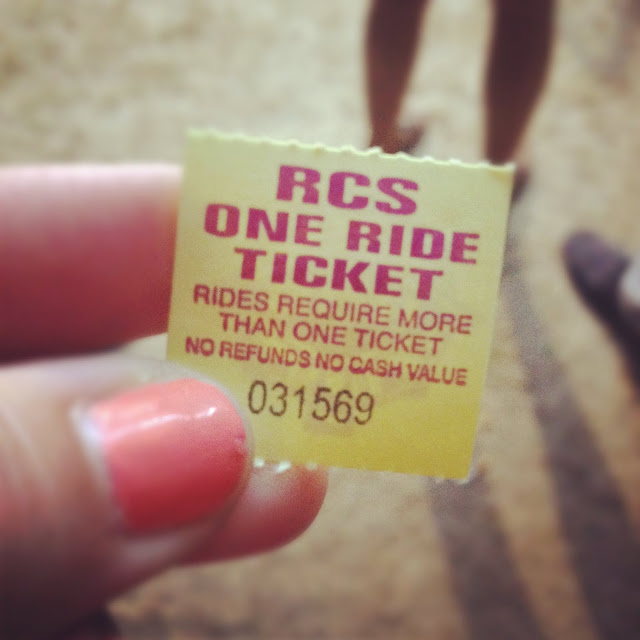 RCS
ONE RIDE
TICKET
RIDES REQUIRE MORE
THAN ONE TICKET
NO REFUNDS NO CASH VALUE
031569